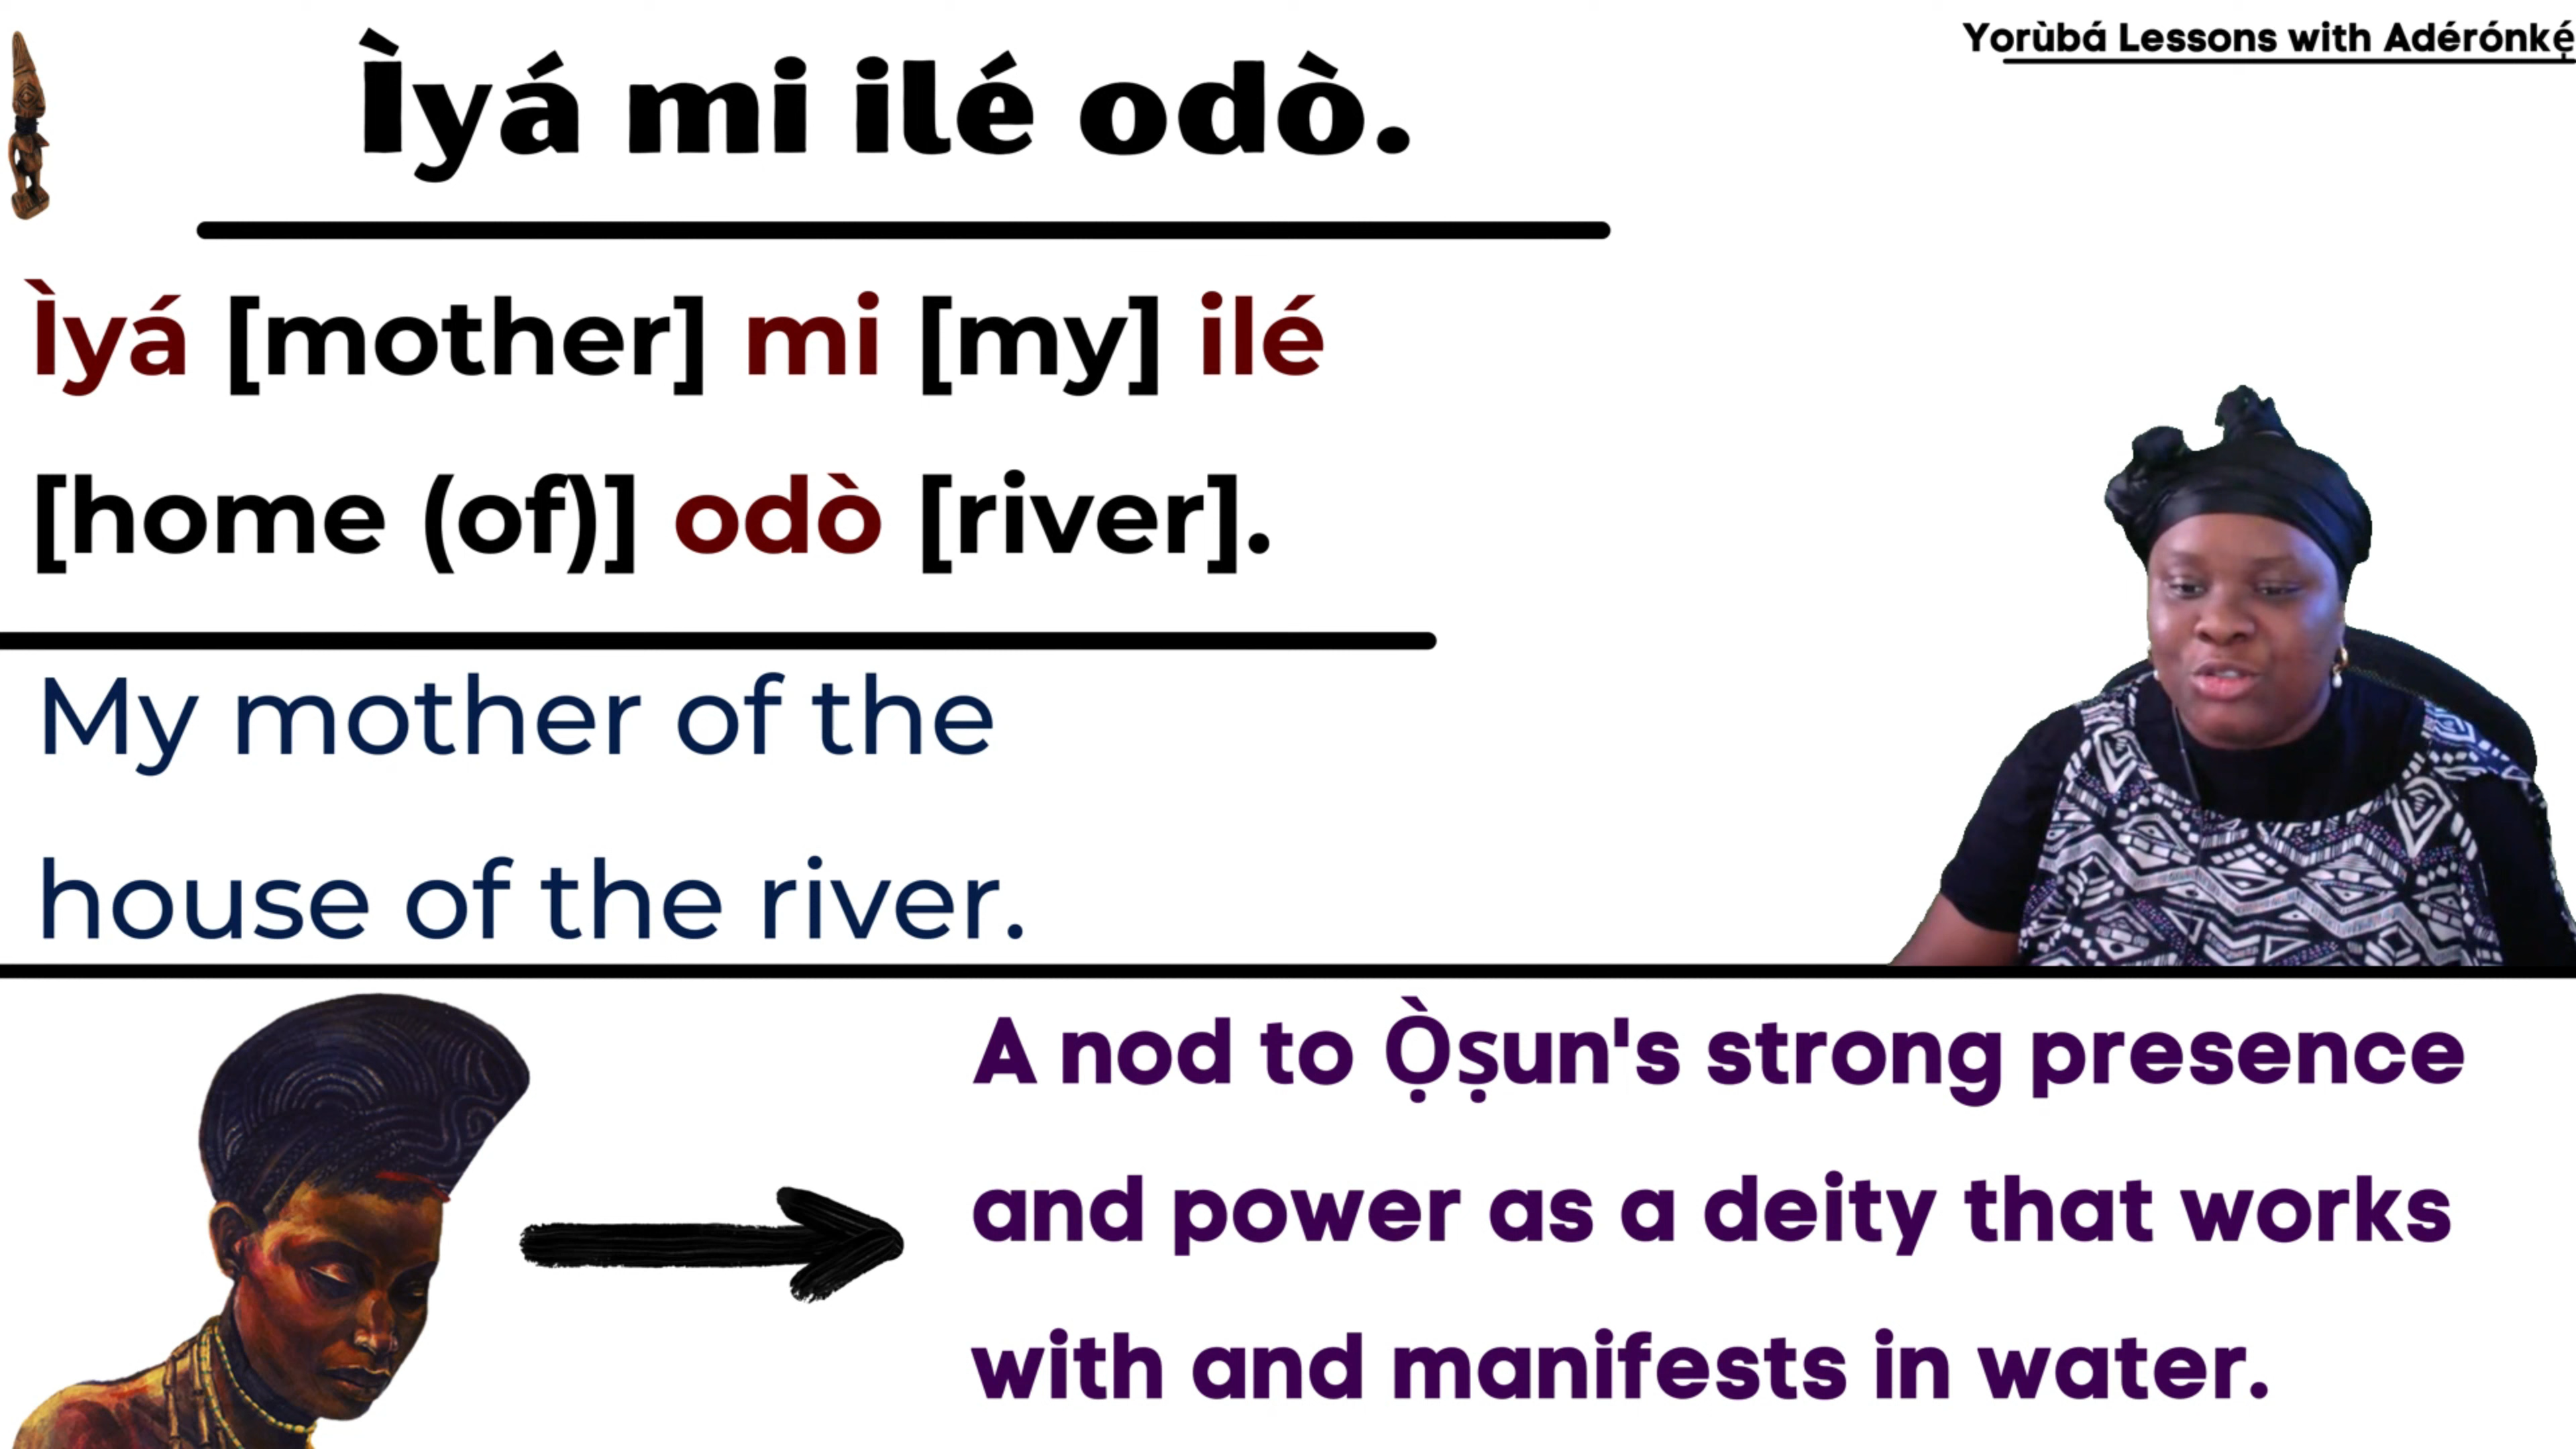 Yorùbá Lessons with Adérónkẹ́
Ìyá mi ilé odò.
Ìyá [mother] mi [my] ilé
[home (of)] odò [river].
My mother of the
house of the river.
A nod to Ọ̀ṣun's strong presence
and power as a deity that works
with and manifests in water.